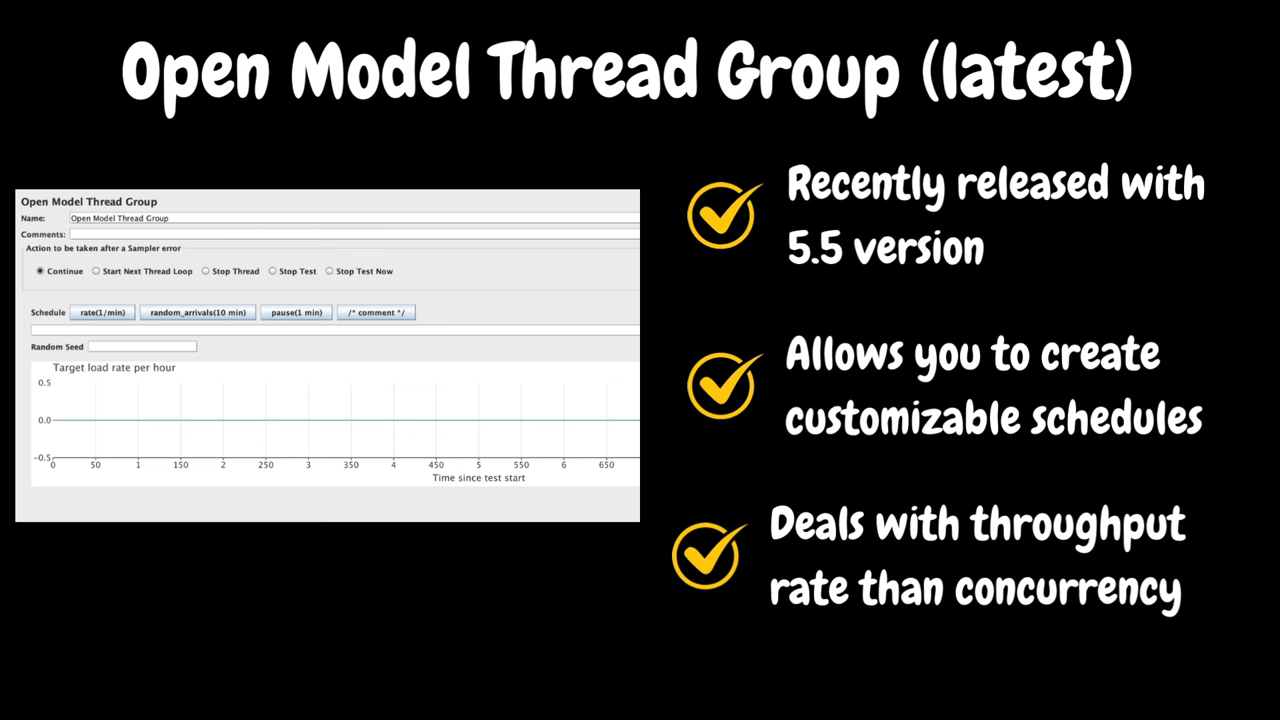 Open Model Thread Group (latest)
Open Model Thread Group
Name: Open Model Thread Group
Comments:
Action to be taken after a Sampler error
Continue Start Next Thread Loop Stop Thread Stop Test Stop Test Now
Schedule rate(1/min) random_arrivals(10 min) pause(1 min) /* comment */
Random Seed
Target load rate per hour
0.5
0.0
-0.5
0 50 1 150 2 250 3 350 4 450 5 550 6 650
Time since test start
Recently released with
5.5 version
Allows you to create
customizable schedules
Deals with throughput
rate than concurrency